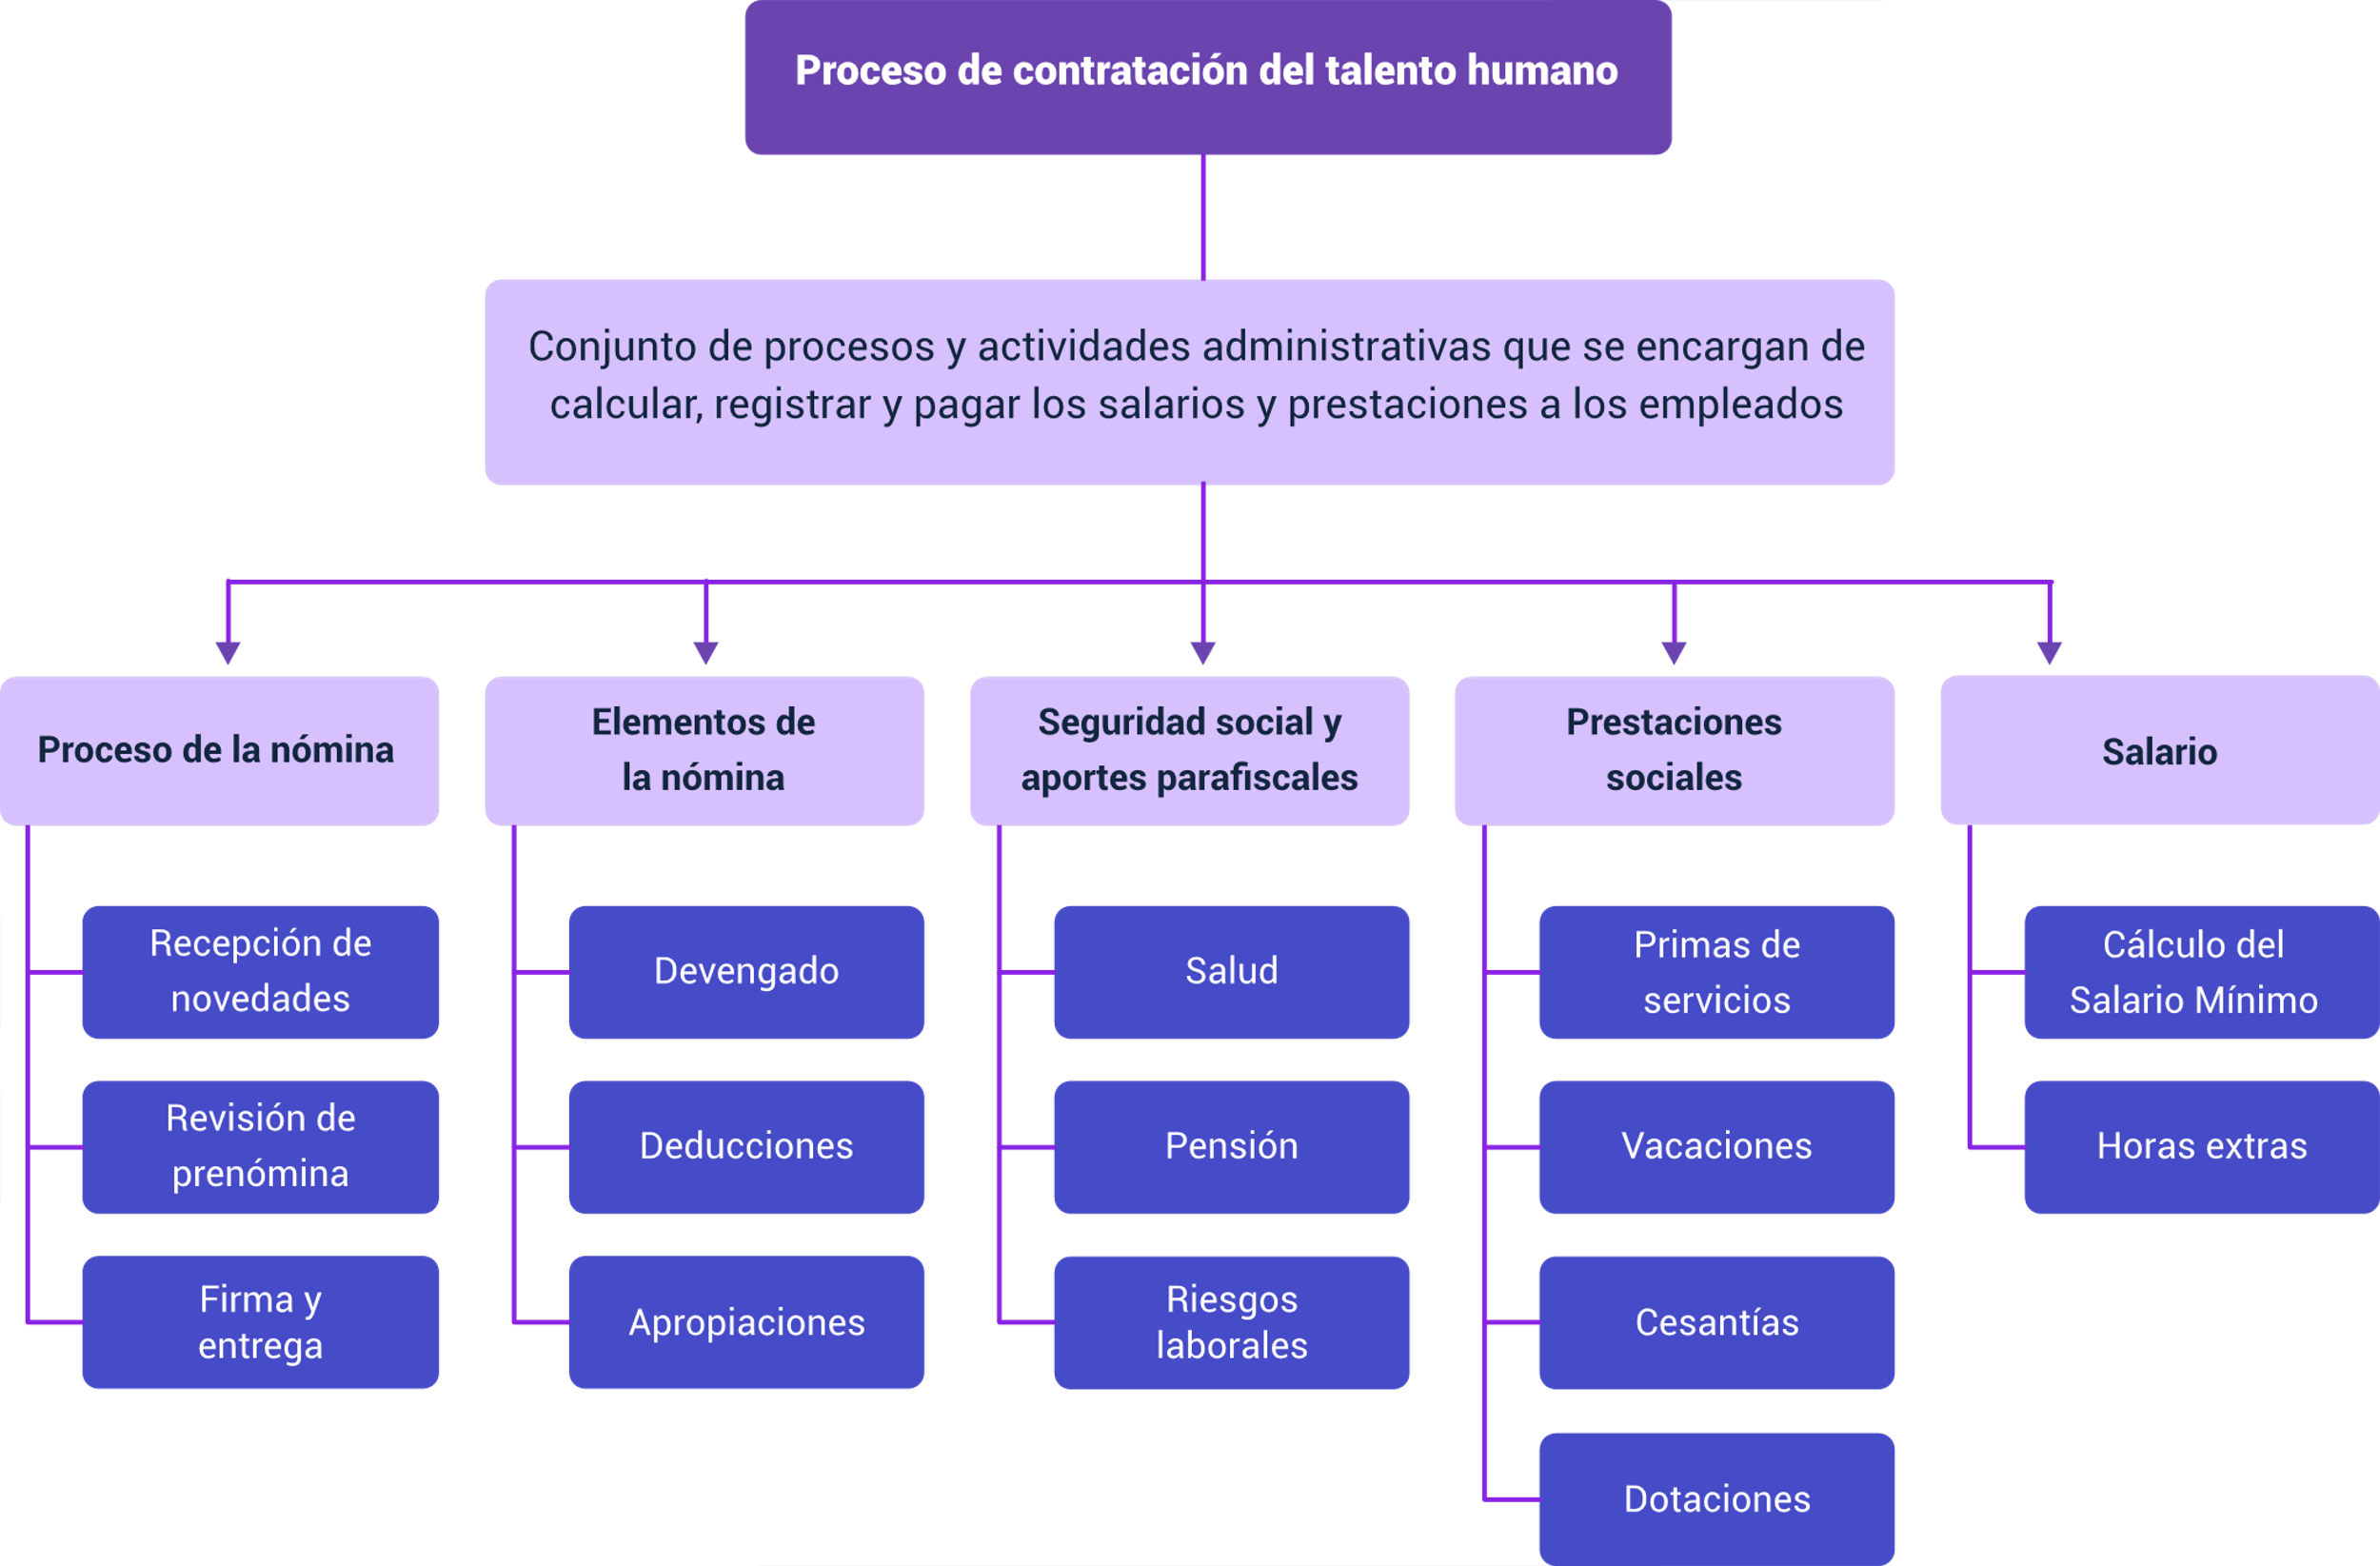 Proceso de contratación del talento humano
Conjunto de procesos y actividades administrativas que se encargan de
calcular, registrar y pagar los salarios y prestaciones a los empleados
Proceso de la nómina
Recepción de
novedades
Revisión de
prenómina
Firma y
entrega
Elementos de
la nómina
Devengado
Deducciones
Apropiaciones
Seguridad social y
aportes parafiscales
Salud
Pensión
Riesgos
laborales
Prestaciones
sociales
Primas de
servicios
Vacaciones
Cesantías
Dotaciones
Salario
Cálculo del
Salario Mínimo
Horas extras